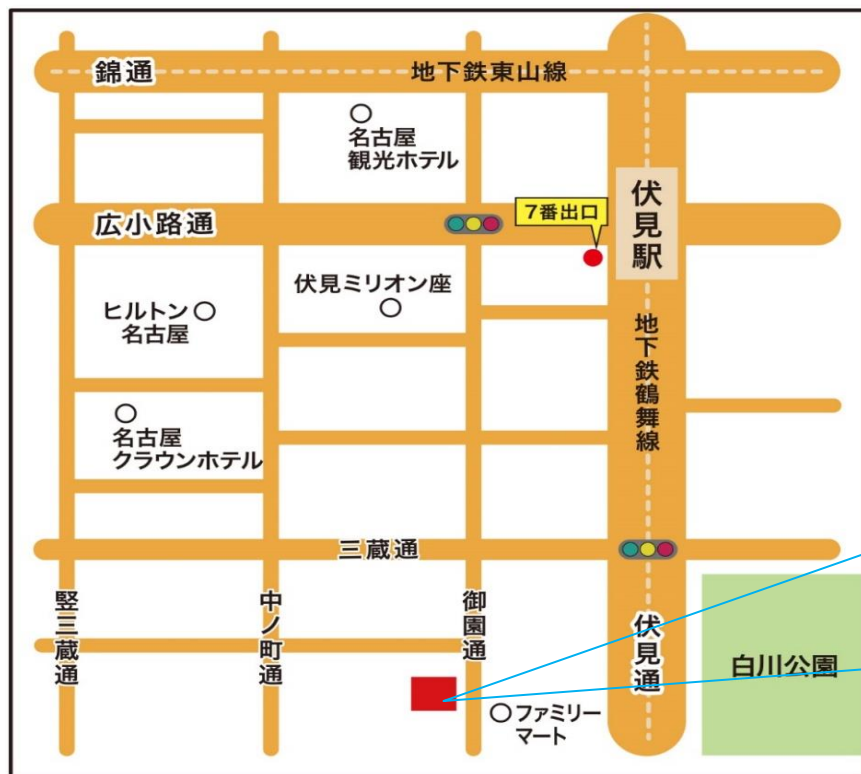 錦通
地下鉄東山線
名古屋
観光ホテル
広小路通
7番出口
伏見駅
伏見ミリオン座
ヒルトン
名古屋
地下鉄鶴舞線
名古屋
クラウンホテル
三蔵通
竪三蔵通
中ノ町通
御園通
伏見通
白川公園
ファミリー
マート